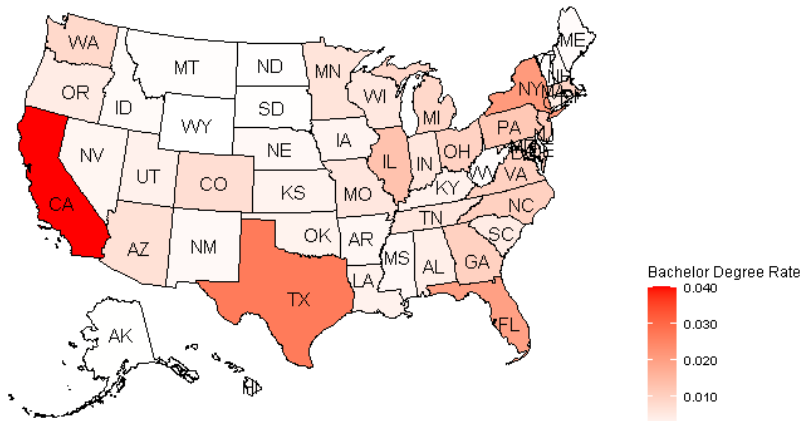 WA
MT
ND
MN
ME
OR
ID
SD
WI
MI
NY
WY
IA
NE
PA
NV
UT
CO
IL
IN
OH
CA
KS
MO
KY
VA
AZ
NM
OK
AR
TN
NC
SC
MS
AL
GA
TX
LA
FL
AK
HI
Bachelor Degree Rate
0.040
0.030
0.020
0.010